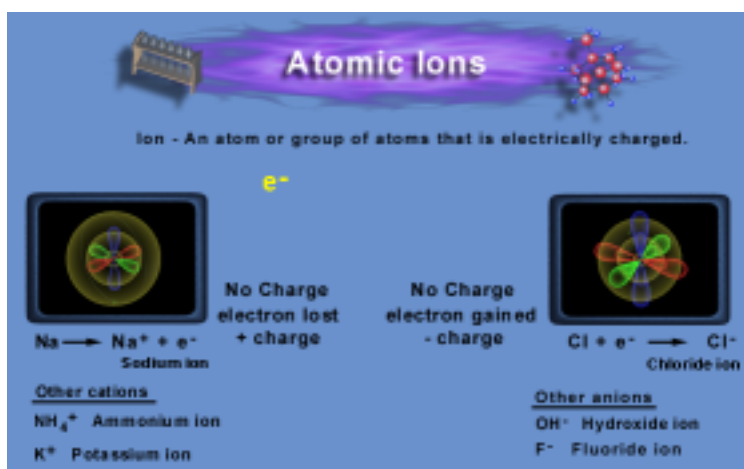 Atomic Ions
Ion - An atom or group of atoms that is electrically charged.
e-
No Charge
electron lost
+ charge
No Charge
electron gained
- charge
Na → Na⁺ + e-
Sodium ion
Cl + e- → Cl-
Chloride ion
Other cations
NH₄⁺ Ammonium ion
K⁺ Potassium ion
Other anions
OH- Hydroxide ion
F- Fluoride ion